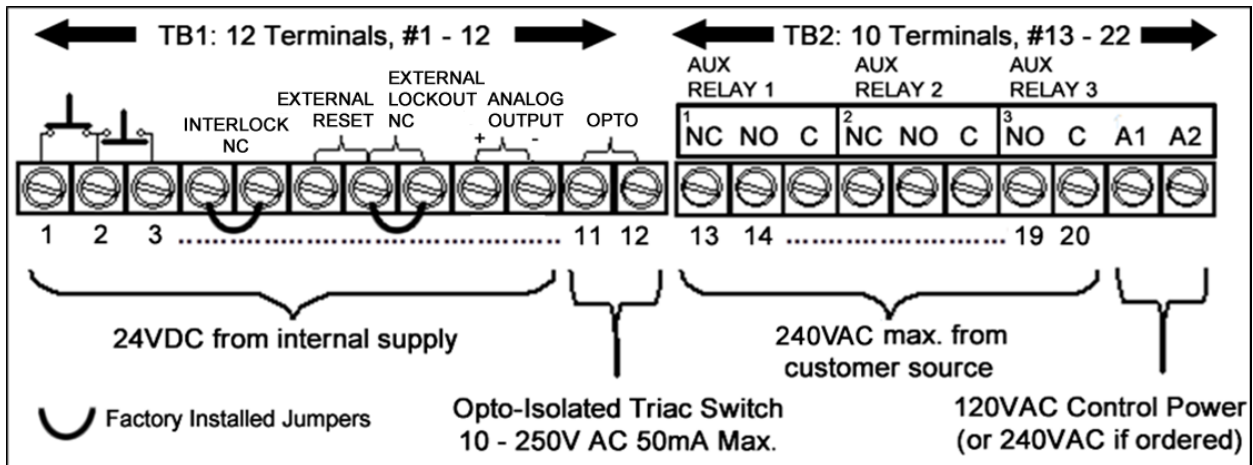 TB1: 12 Terminals, #1 - 12
TB2: 10 Terminals, #13 - 22
INTERLOCK
NC
EXTERNAL
RESET
EXTERNAL
LOCKOUT
NC
ANALOG
OUTPUT
+ -
OPTO
AUX
RELAY 1
AUX
RELAY 2
AUX
RELAY 3
1 NC NO C 2 NC NO C 3 NO C A1 A2
1 2 3 ................................................ 11 12 13 14 ........................... 19 20
24VDC from internal supply
240VAC max. from
customer source
Factory Installed Jumpers
Opto-Isolated Triac Switch
10 - 250V AC 50mA Max.
120VAC Control Power
(or 240VAC if ordered)